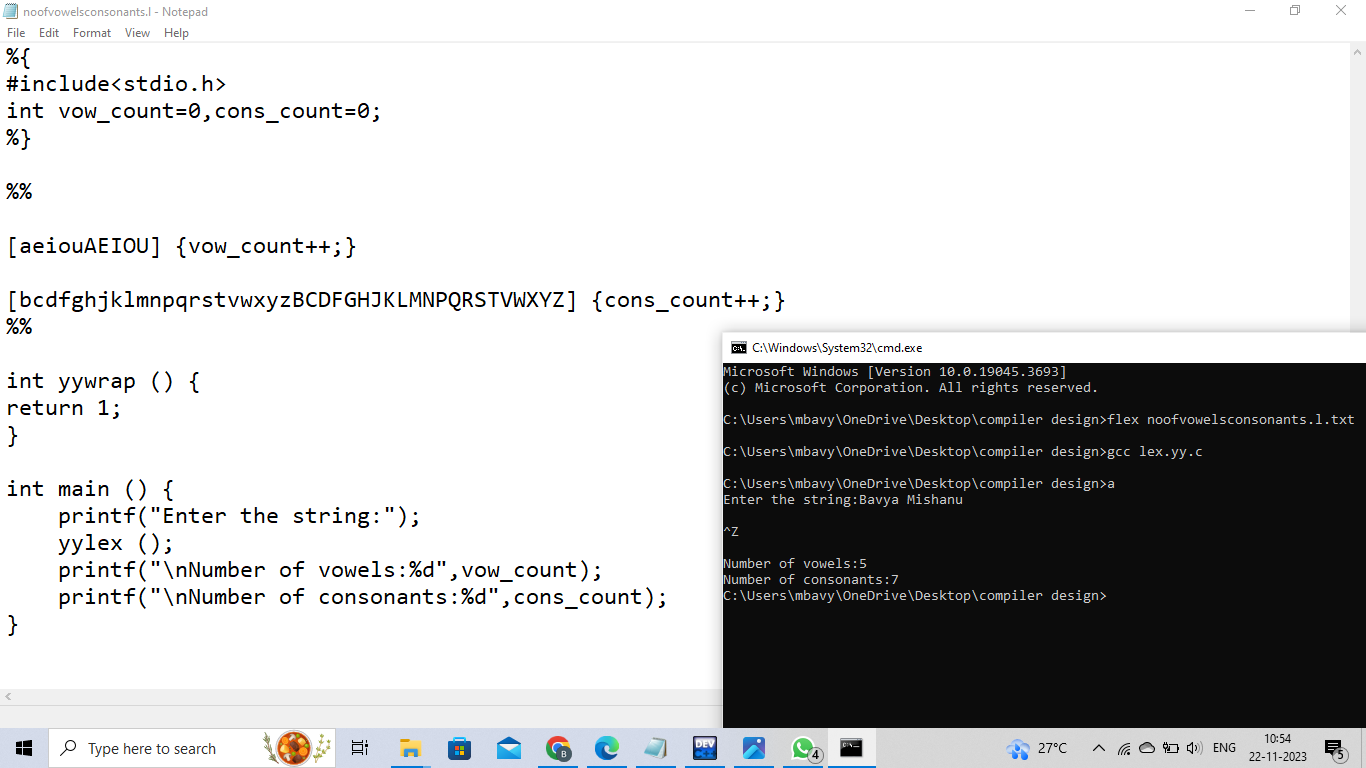 noofvowelsconsonants.l - Notepad
File Edit Format View Help
%{
#include<stdio.h>
int vow_count=0,cons_count=0;
%}
%%
[aeiouAEIOU] {vow_count++;}
[bcdfghjklmnpqrstvwxyzBCDFGHJKLMNPQRSTVWXYZ] {cons_count++;}
%%
int yywrap () {
return 1;
}
int main () {
printf("Enter the string:");
yylex ();
printf("\nNumber of vowels:%d",vow_count);
printf("\nNumber of consonants:%d",cons_count);
}
C:\Windows\System32\cmd.exe
Microsoft Windows [Version 10.0.19045.3693]
(c) Microsoft Corporation. All rights reserved.
C:\Users\mbavy\OneDrive\Desktop\compiler design>flex noofvowelsconsonants.l.txt
C:\Users\mbavy\OneDrive\Desktop\compiler design>gcc lex.yy.c
C:\Users\mbavy\OneDrive\Desktop\compiler design>a
Enter the string:Bavya Mishanu
^Z
Number of vowels:5
Number of consonants:7
C:\Users\mbavy\OneDrive\Desktop\compiler design>
Type here to search
B
DEV
4
27°C
ENG
10:54
22-11-2023
5